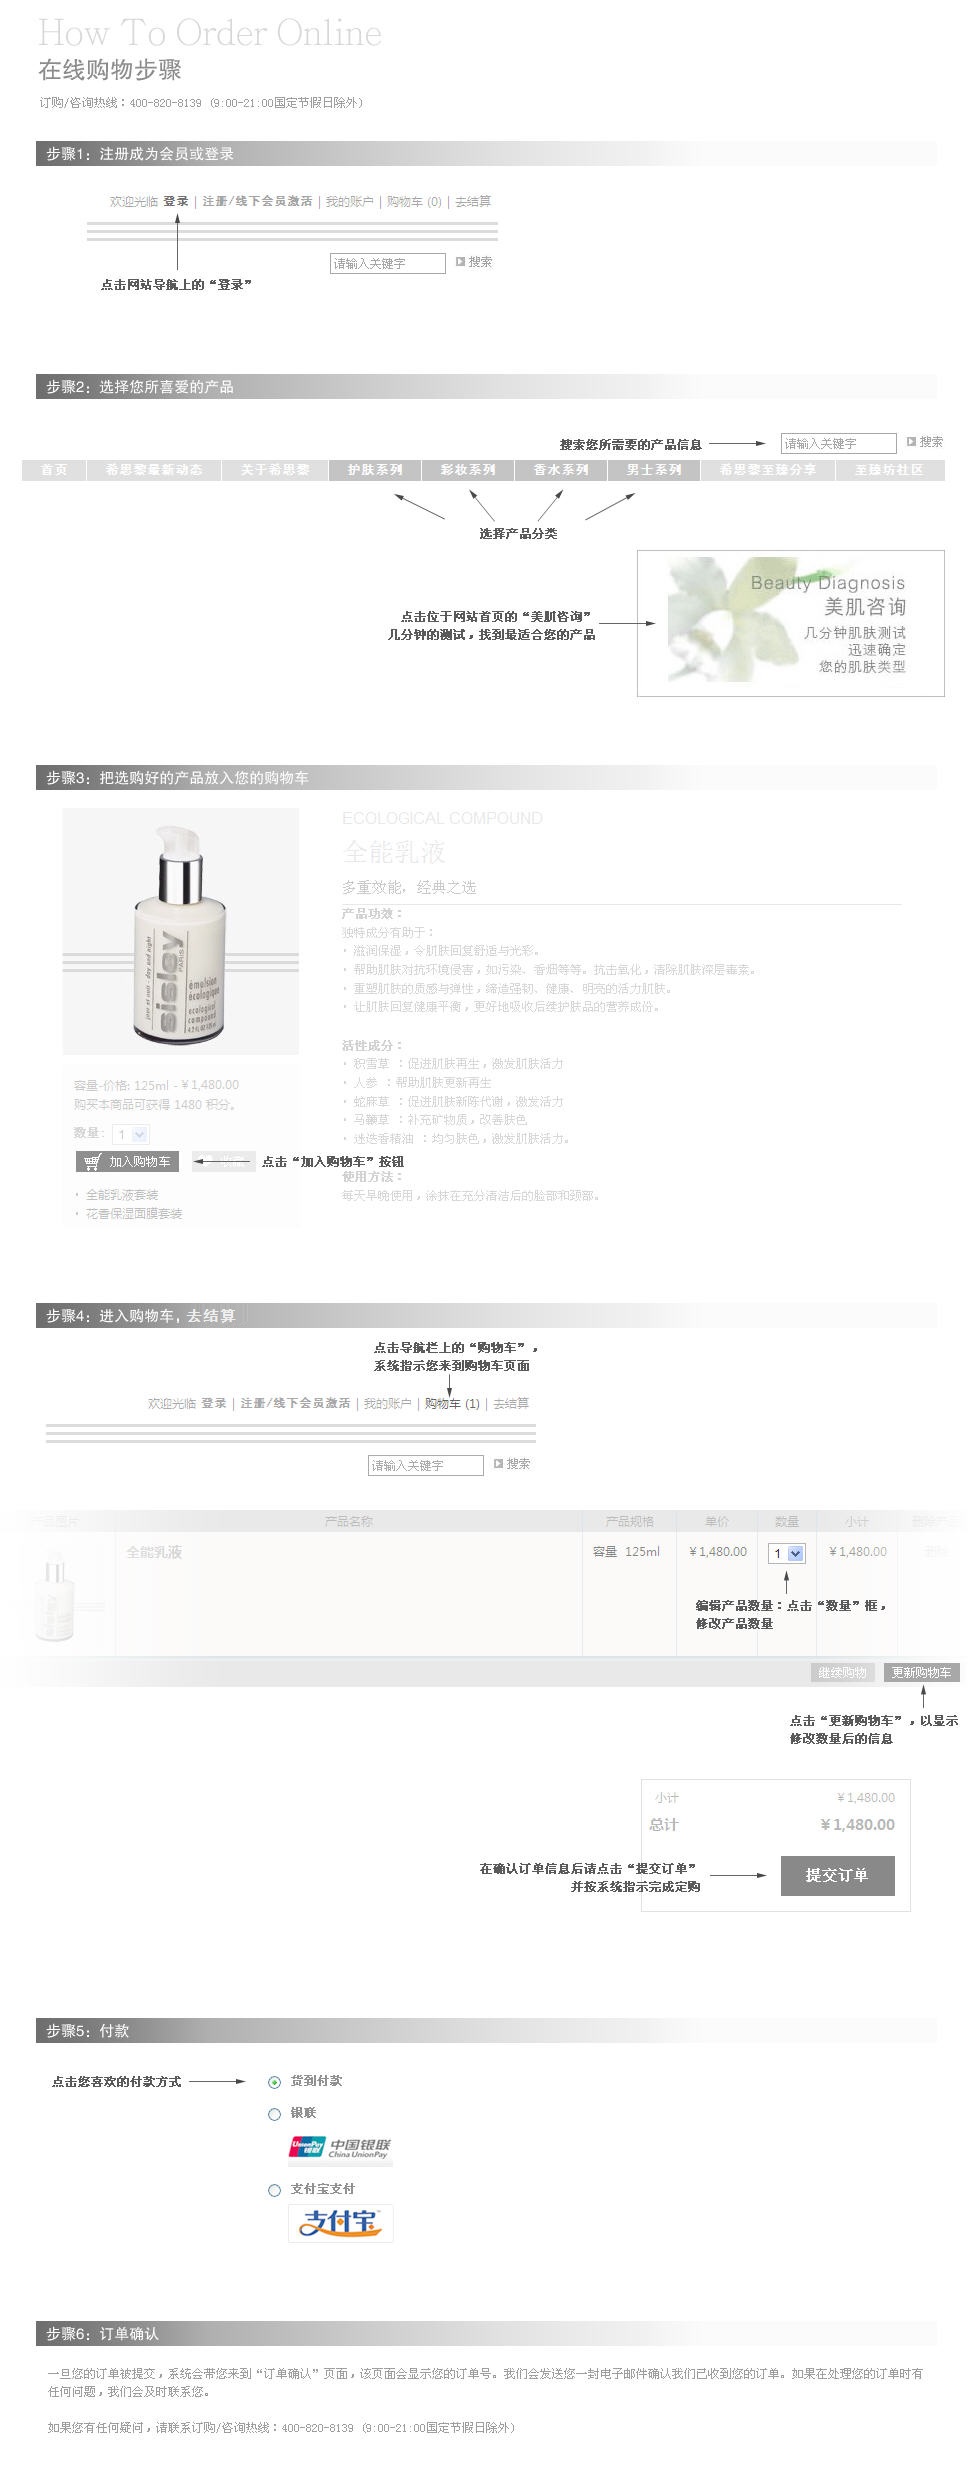 How To Order Online
在线购物步骤
订购/咨询热线：400-820-8139（9:00-21:00国定节假日除外）
步骤1：注册成为会员或登录
欢迎光临 登录 | 注册/线下会员激活 | 我的账户 | 购物车 (0) | 去结算
请输入关键字 搜索
点击网站导航上的“登录”
步骤2：选择您所喜爱的产品
搜索您所需要的产品信息 请输入关键字 搜索
首页 希思黎最新动态 关于希思黎 护肤系列 彩妆系列 香水系列 男士系列 希思黎至臻分享 至臻坊社区
选择产品分类
Beauty Diagnosis
美肌咨询
几分钟肌肤测试
迅速确定
您的肌肤类型
点击位于网站首页的“美肌咨询”
几分钟的测试，找到最适合您的产品
步骤3：把选购好的产品放入您的购物车
sisley
PARIS
jour et nuit - day and night
émulsion
écologique
ecological
compound
ECOLOGICAL COMPOUND
全能乳液
多重效能，经典之选
产品功效：
独特成分有助于：
· 滋润保湿，令肌肤回复舒适与光彩。
· 帮助肌肤对抗环境侵害，如污染、香烟等等。抗击氧化，清除肌肤深层毒素。
· 重塑肌肤的质感与弹性，缔造强韧、健康、明亮的活力肌肤。
· 让肌肤回复健康平衡，更好地吸收后续护肤品的营养成份。
活性成分：
· 积雪草 ：促进肌肤再生，激发肌肤活力
· 人参 ：帮助肌肤更新再生
· 蛇麻草 ：促进肌肤新陈代谢，激发活力
· 马鞭草 ：补充矿物质，改善肤色
· 迷迭香精油 ：均匀肤色，激发肌肤活力。
使用方法：
每天早晚使用，涂抹在充分清洁后的脸部和颈部。
容量-价格: 125ml - ￥1,480.00
购买本商品可获得 1480 积分。
数量: 1
加入购物车 收藏 点击“加入购物车”按钮
· 全能乳液套装
· 花香保湿面膜套装
步骤4：进入购物车，去结算
点击导航栏上的“购物车”，
系统指示您来到购物车页面
欢迎光临 登录 | 注册/线下会员激活 | 我的账户 | 购物车 (1) | 去结算
请输入关键字 搜索
产品图片 产品名称 产品规格 单价 数量 小计 删除产品
全能乳液 容量 125ml ￥1,480.00 1 ￥1,480.00 删除
编辑产品数量：点击“数量”框，
修改产品数量
继续购物 更新购物车
点击“更新购物车”，以显示
修改数量后的信息
小计 ￥1,480.00
总计 ￥1,480.00
在确认订单信息后请点击“提交订单”
并按系统指示完成定购
提交订单
步骤5：付款
点击您喜欢的付款方式 货到付款
银联
UnionPay 银联 中国银联
China UnionPay
支付宝支付
支付宝
步骤6：订单确认
一旦您的订单被提交，系统会带您来到“订单确认”页面，该页面会显示您的订单号。我们会发送您一封电子邮件确认我们已收到您的订单。如果在处理您的订单时有
任何问题，我们会及时联系您。
如果您有任何疑问，请联系订购/咨询热线：400-820-8139（9:00-21:00国定节假日除外）